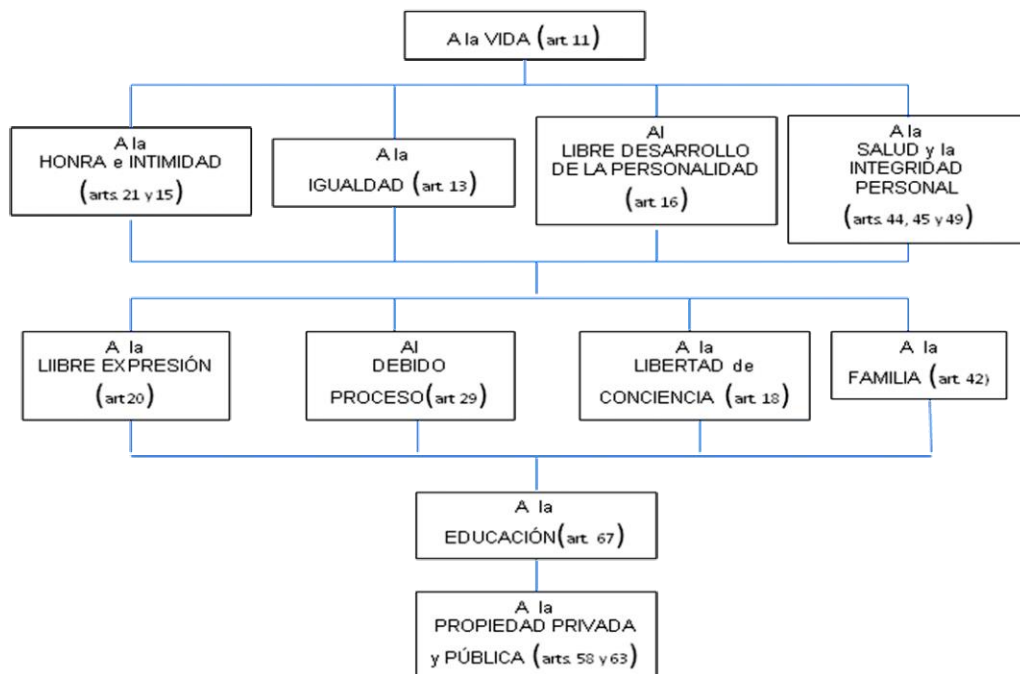 A la VIDA (art. 11)
A la
HONRA e INTIMIDAD
(arts. 21 y 15)
A la
IGUALDAD (art. 13)
Al
LIBRE DESARROLLO
DE LA PERSONALIDAD
(art. 16)
A la
SALUD y la
INTEGRIDAD
PERSONAL
(arts. 44, 45 y 49)
A la
LIIBRE EXPRESIÓN
(art 20)
Al
DEBIDO
PROCESO(art 29)
A la
LIBERTAD de
CONCIENCIA (art. 18)
A la
FAMILIA (art. 42)
A la
EDUCACIÓN(art. 67)
A la
PROPIEDAD PRIVADA
y PÚBLICA (arts. 58 y 63)